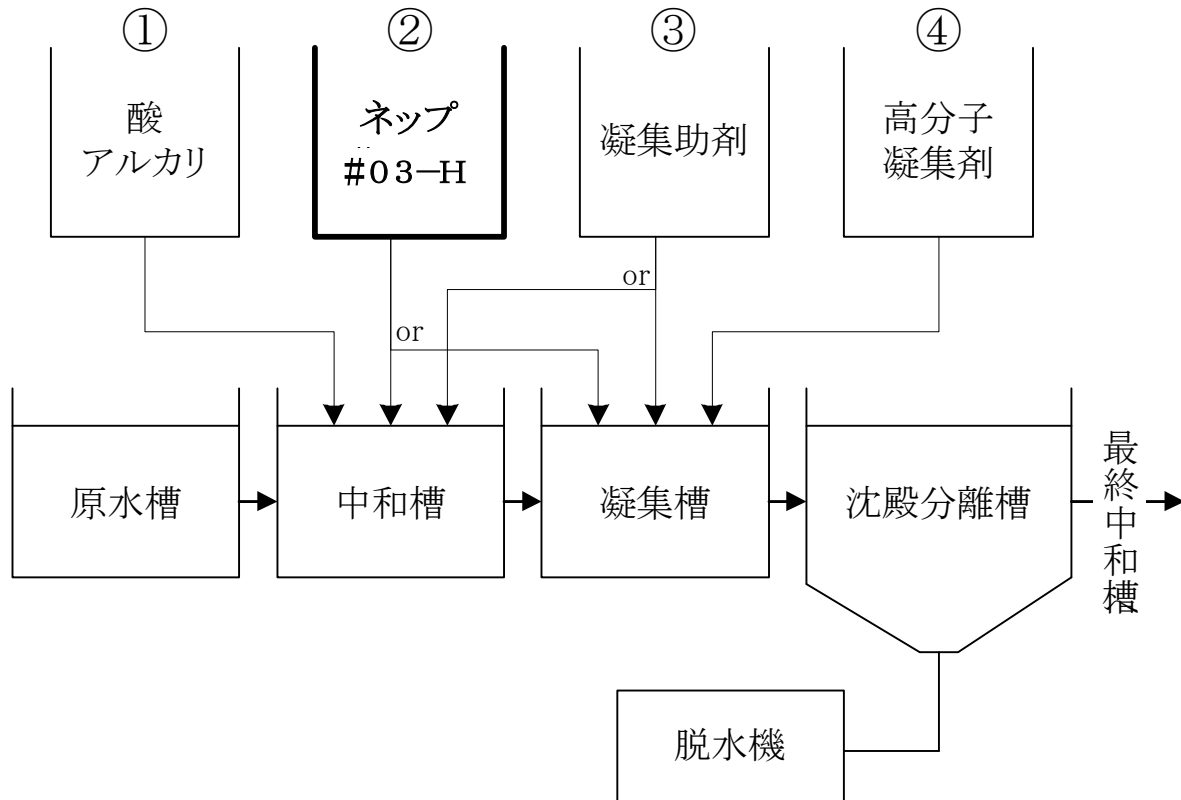 ①
②
③
④
酸
アルカリ
ネップ
#03-H
凝集助剤
高分子
凝集剤
or
or
原水槽
中和槽
凝集槽
沈殿分離槽
最終中和槽
脱水機